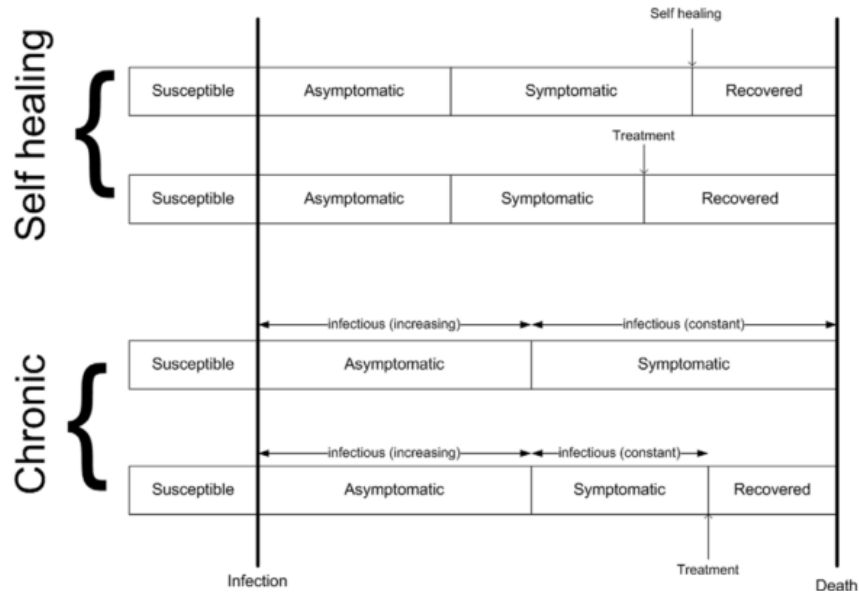 Self healing
Self healing
Susceptible Asymptomatic Symptomatic Recovered
Treatment
Susceptible Asymptomatic Symptomatic Recovered
Chronic
infectious (increasing) infectious (constant)
Susceptible Asymptomatic Symptomatic
infectious (increasing) infectious (constant)
Susceptible Asymptomatic Symptomatic Recovered
Treatment
Infection
Death